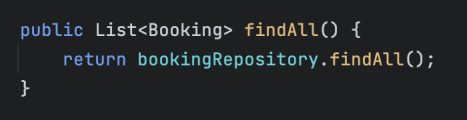 public List<Booking> findAll() {
    return bookingRepository.findAll();
}